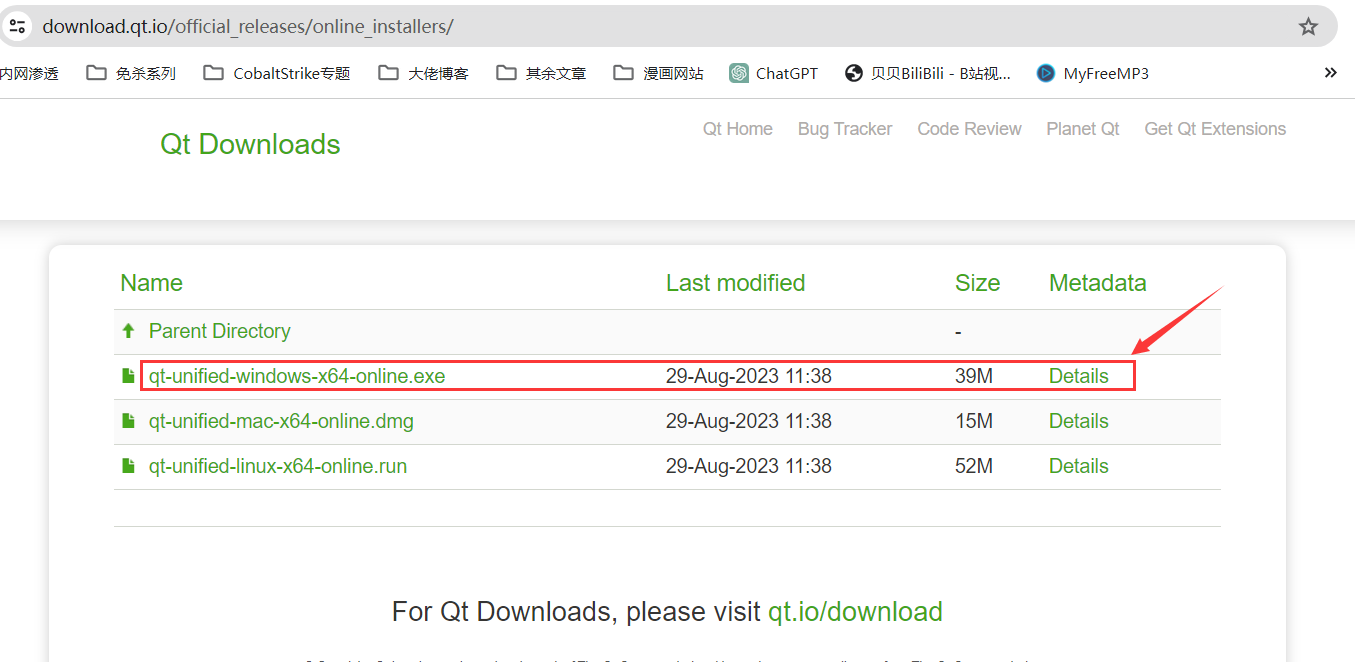 download.qt.io/official_releases/online_installers/
内网渗透 免杀系列 CobaltStrike专题 大佬博客 其余文章 漫画网站 ChatGPT 贝贝BiliBili - B站视... MyFreeMP3 »
Qt Downloads
Qt Home Bug Tracker Code Review Planet Qt Get Qt Extensions
Name Last modified Size Metadata
Parent Directory -
qt-unified-windows-x64-online.exe 29-Aug-2023 11:38 39M Details
qt-unified-mac-x64-online.dmg 29-Aug-2023 11:38 15M Details
qt-unified-linux-x64-online.run 29-Aug-2023 11:38 52M Details
For Qt Downloads, please visit qt.io/download